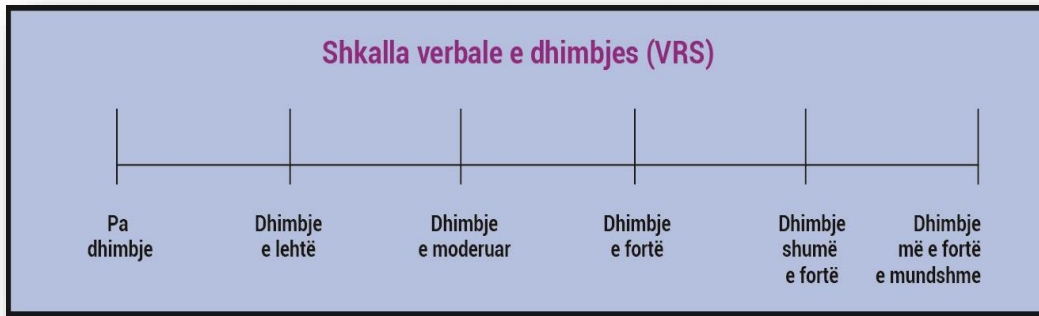 Shkalla verbale e dhimbjes (VRS)
Pa
dhimbje
Dhimbje
e lehtë
Dhimbje
e moderuar
Dhimbje
e fortë
Dhimbje
shumë
e fortë
Dhimbje
më e fortë
e mundshme